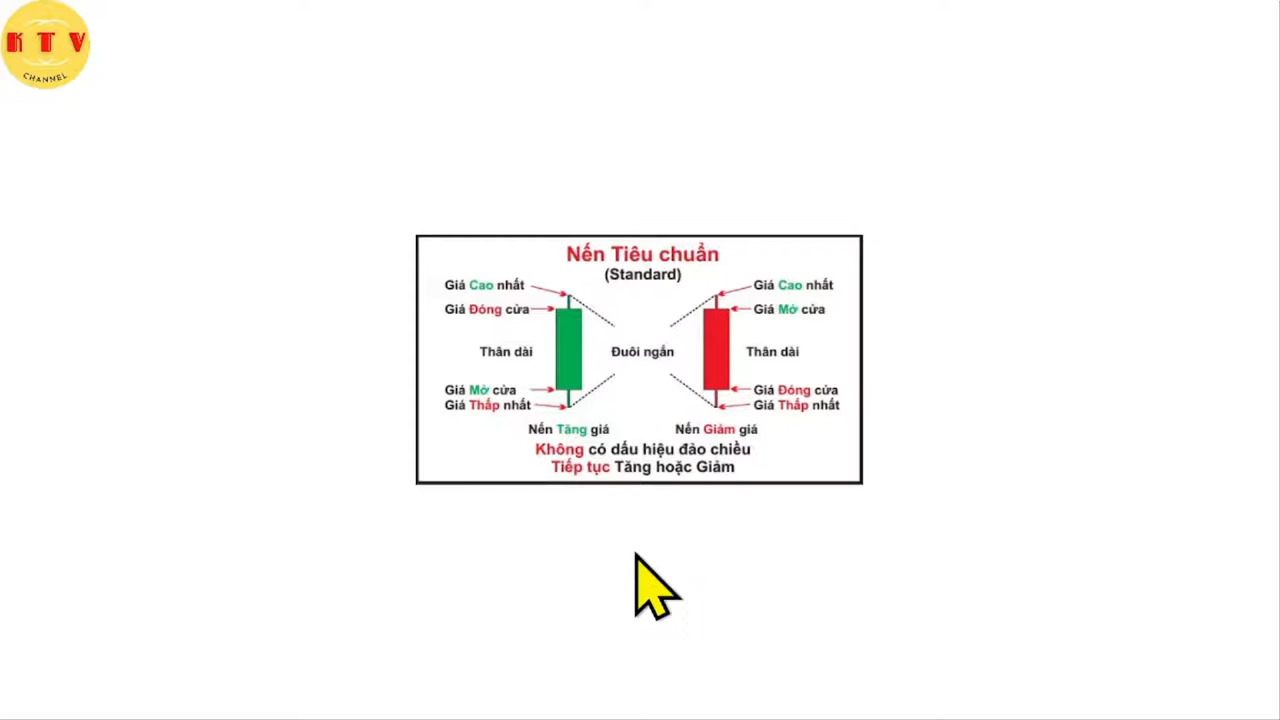 KTV
CHANNEL
Nến Tiêu chuẩn
(Standard)
Giá Cao nhất
Giá Cao nhất
Giá Đóng cửa
Giá Mở cửa
Thân dài
Đuôi ngắn
Thân dài
Giá Mở cửa
Giá Đóng cửa
Giá Thấp nhất
Giá Thấp nhất
Nến Tăng giá
Nến Giảm giá
Không có dấu hiệu đảo chiều
Tiếp tục Tăng hoặc Giảm